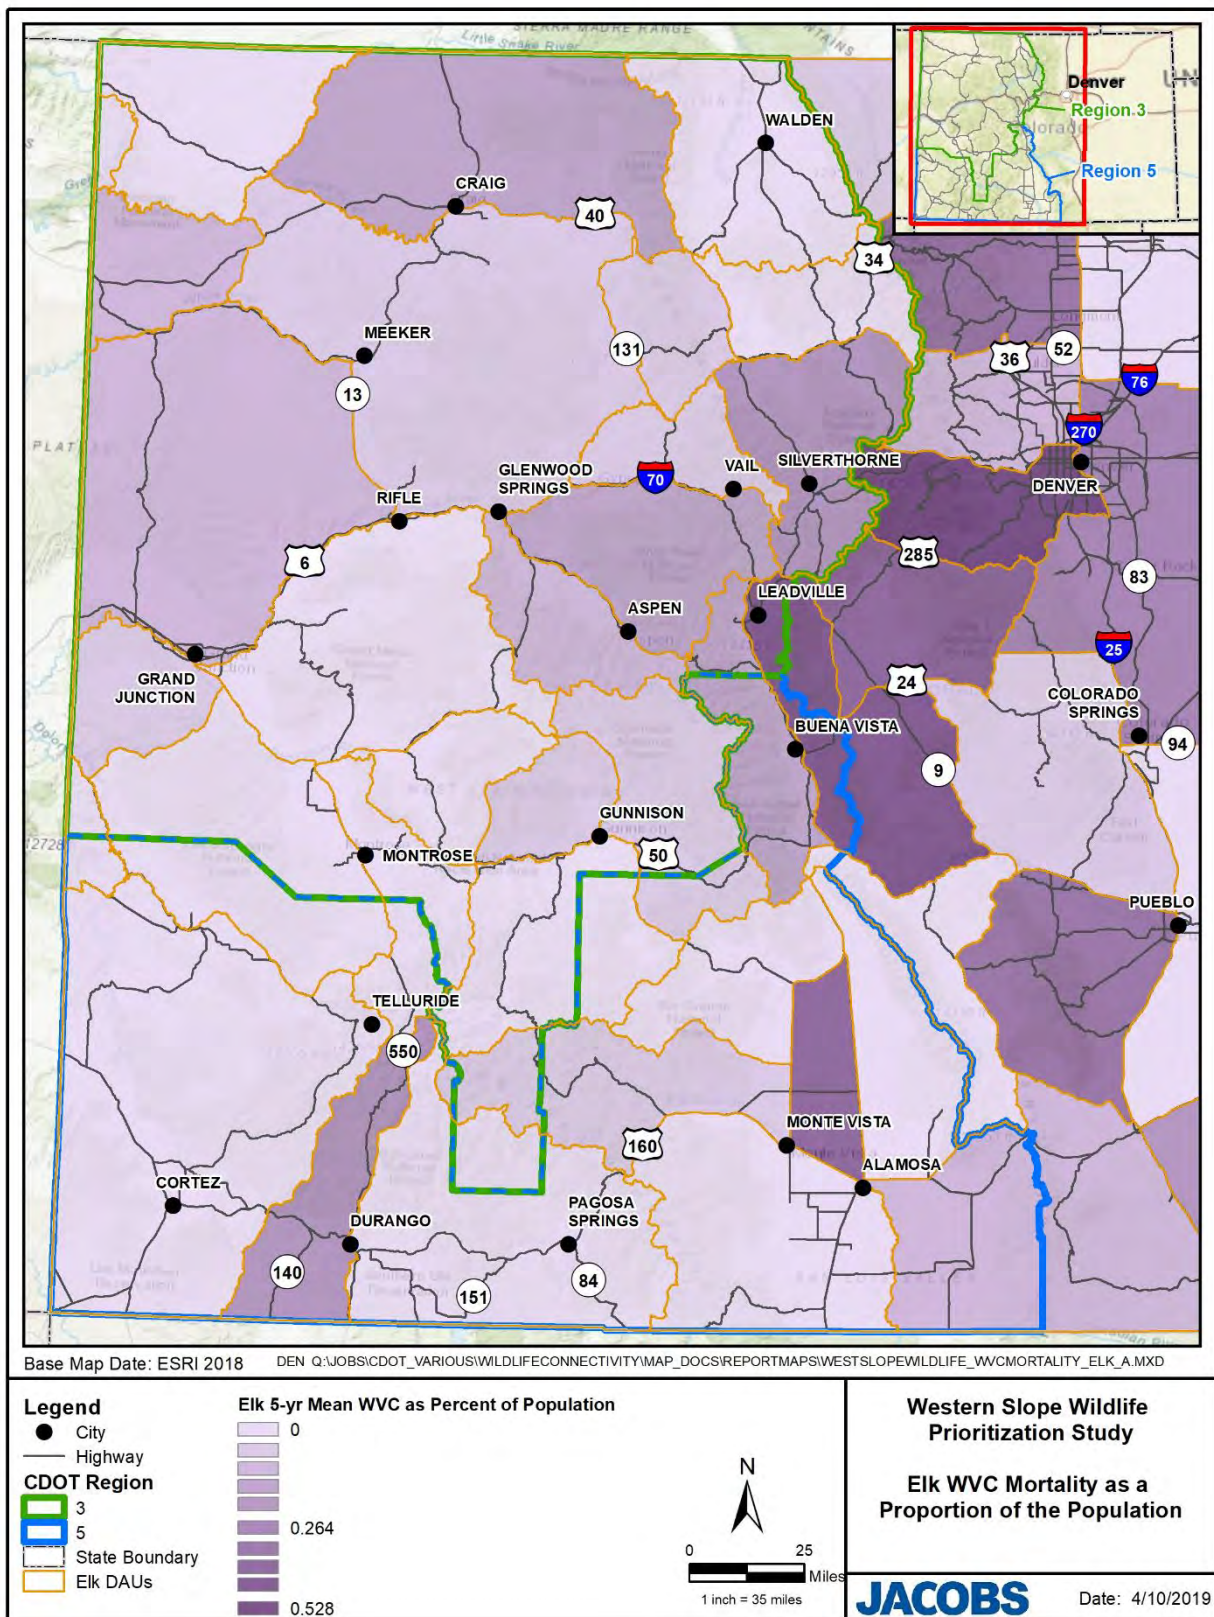 SIERRA MADRE RANGE
Little Snake River
Denver
Region 3
Region 5
WALDEN
CRAIG
40
34
MEEKER
131
36
52
13
76
270
GLENWOOD
SPRINGS
VAIL
SILVERTHORNE
70
DENVER
RIFLE
6
285
83
LEADVILLE
ASPEN
25
GRAND
JUNCTION
24
COLORADO
SPRINGS
BUENA VISTA
94
9
GUNNISON
50
MONTROSE
PUEBLO
TELLURIDE
550
MONTE VISTA
160
ALAMOSA
CORTEZ
DURANGO
PAGOSA
SPRINGS
140
151
84
Base Map Date: ESRI 2018
DEN Q:\JOBS\CDOT_VARIOUS\WILDLIFECONNECTIVITY\MAP_DOCS\REPORTMAPS\WESTSLOPEWILDLIFE_WVCMORTALITY_ELK_A.MXD
Legend
City
Highway
CDOT Region
3
5
State Boundary
Elk DAUs
Elk 5-yr Mean WVC as Percent of Population
0
0.264
0.528
N
0 25
Miles
1 inch = 35 miles
Western Slope Wildlife
Prioritization Study
Elk WVC Mortality as a
Proportion of the Population
JACOBS
Date: 4/10/2019